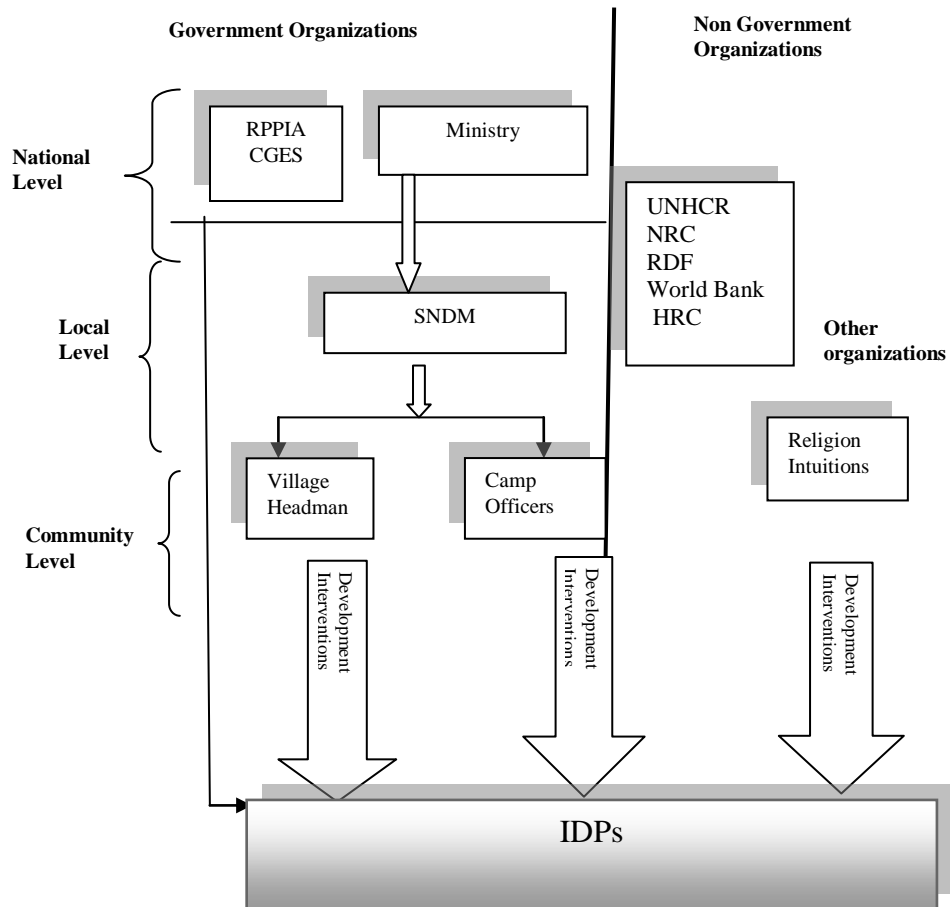 Government Organizations
Non Government
Organizations
National
Level
RPPIA
CGES
Ministry
UNHCR
NRC
RDF
World Bank
HRC
Local
Level
SNDM
Other
organizations
Religion
Intuitions
Village
Headman
Camp
Officers
Community
Level
Development
Interventions
Development
Interventions
Development
Interventions
IDPs